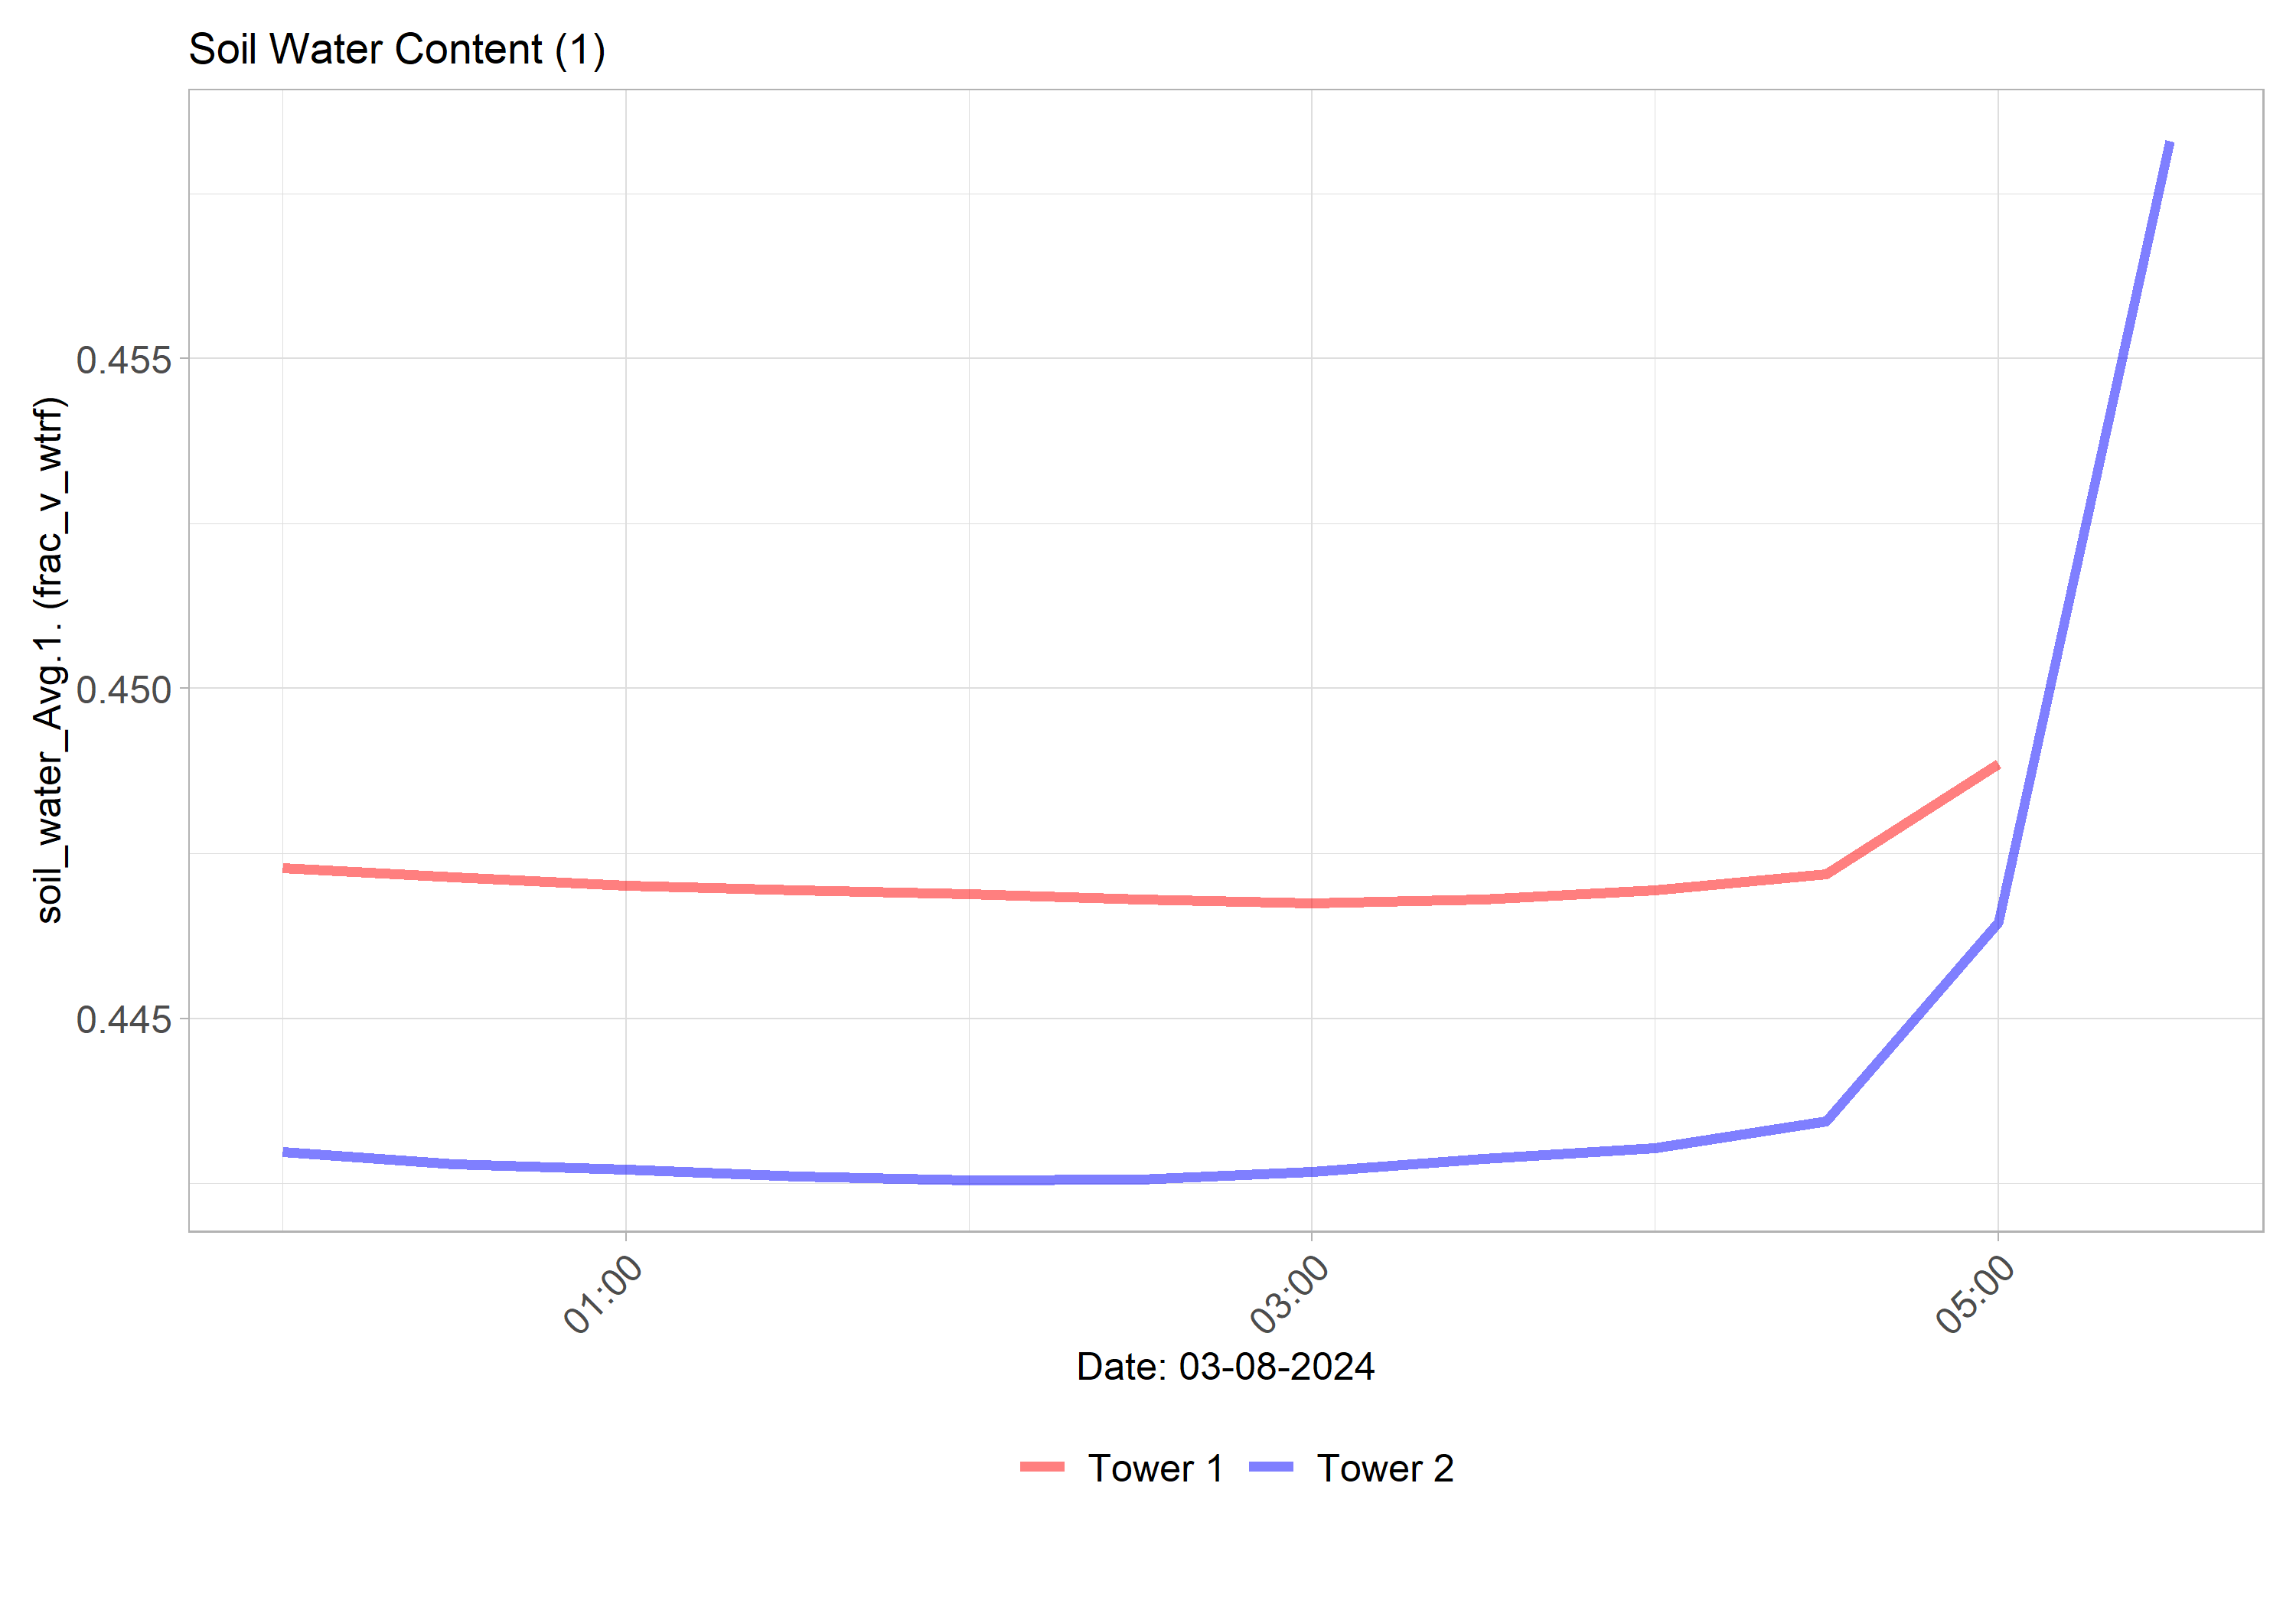 Soil Water Content (1)
soil_water_Avg.1. (frac_v_wtrf)
0.455
0.450
0.445
01:00
03:00
05:00
Date: 03-08-2024
Tower 1
Tower 2